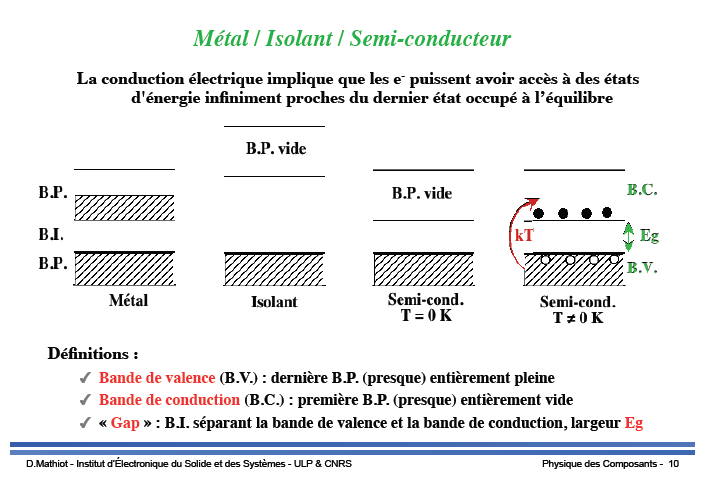 Métal / Isolant / Semi-conducteur
La conduction électrique implique que les e- puissent avoir accès à des états
d'énergie infiniment proches du dernier état occupé à l'équilibre
B.P.
B.I.
B.P.
Métal
B.P. vide
Isolant
B.P. vide
Semi-cond.
T = 0 K
kT
B.C.
Eg
B.V.
Semi-cond.
T ≠ 0 K
Définitions :
✓ Bande de valence (B.V.) : dernière B.P. (presque) entièrement pleine
✓ Bande de conduction (B.C.) : première B.P. (presque) entièrement vide
✓ « Gap » : B.I. séparant la bande de valence et la bande de conduction, largeur Eg
D.Mathiot - Institut d'Électronique du Solide et des Systèmes - ULP & CNRS
Physique des Composants - 10